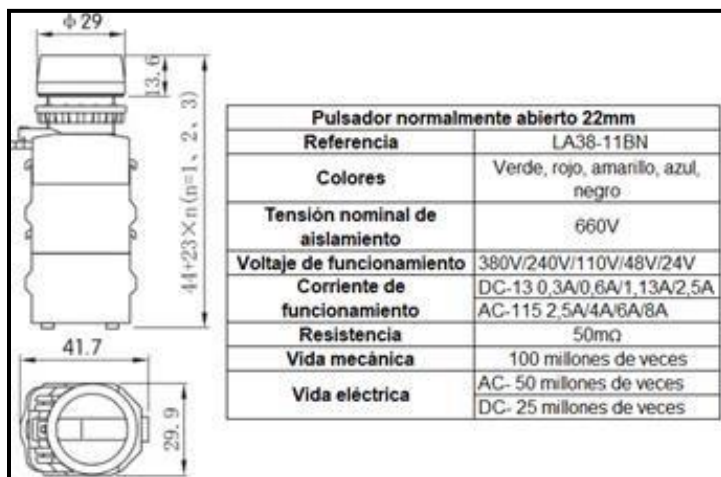 ϕ29
13.6
44+23×n(n=1、2、3)
41.7
29.9
Pulsador normalmente abierto 22mm
Referencia LA38-11BN
Colores Verde, rojo, amarillo, azul,
negro
Tensión nominal de
aislamiento 660V
Voltaje de funcionamiento 380V/240V/110V/48V/24V
Corriente de DC-13 0,3A/0,6A/1,13A/2,5A
funcionamiento AC-115 2,5A/4A/6A/8A
Resistencia 50mΩ
Vida mecánica 100 millones de veces
Vida eléctrica AC- 50 millones de veces
DC- 25 millones de veces